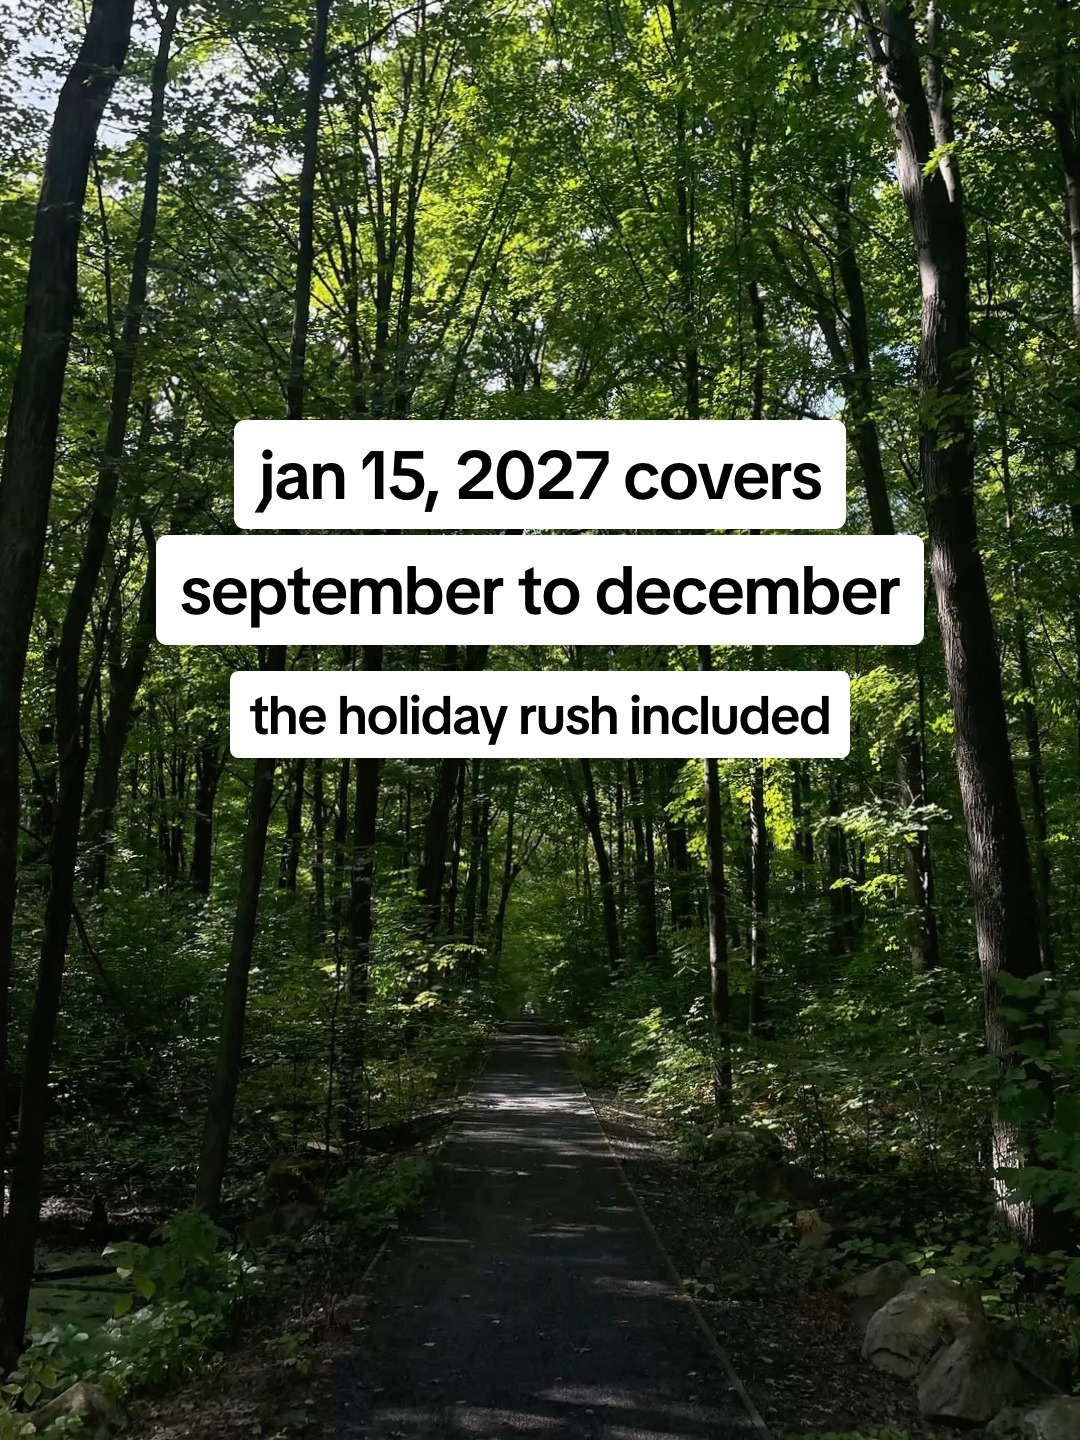 jan 15, 2027 covers
september to december
the holiday rush included